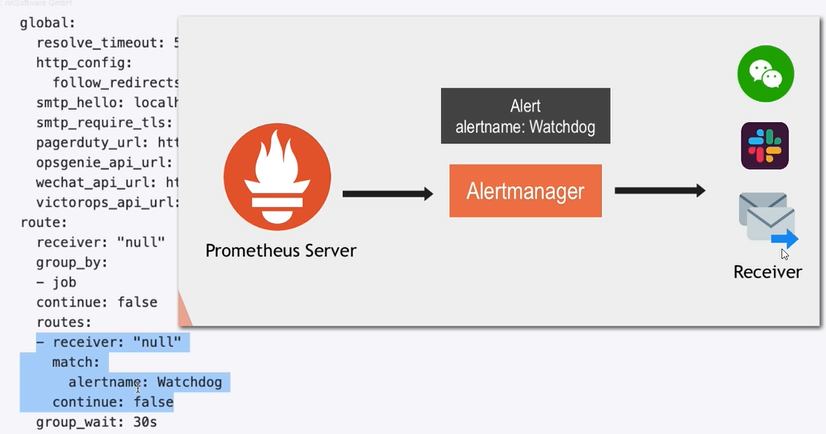 global:
resolve_timeout: 5
http_config:
follow_redirects
smtp_hello: localh
smtp_require_tls:
pagerduty_url: htt
opsgenie_api_url:
wechat_api_url: ht
victorops_api_url:
route:
receiver: "null"
group_by:
- job
continue: false
routes:
- receiver: "null"
match:
alertname: Watchdog
continue: false
group_wait: 30s
Alert
alertname: Watchdog
Alertmanager
Prometheus Server
Receiver